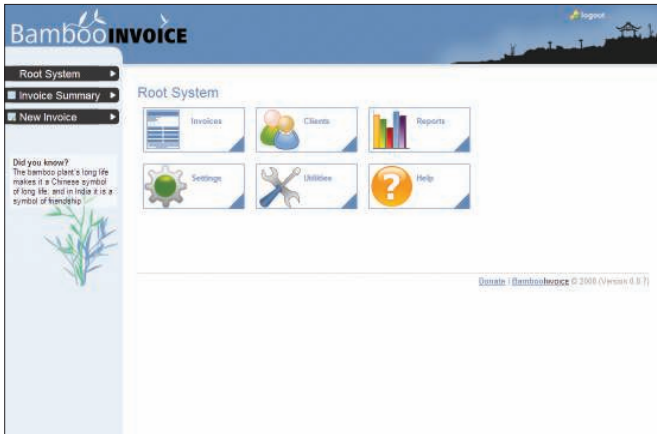 BambooINVOICE
logout
Root System
Invoice Summary
New Invoice
Did you know?
The bamboo plant's long life
makes it a Chinese symbol
of long life; and in India it is a
symbol of friendship
Root System
Invoices
Clients
Reports
Settings
Utilities
Help
Donate | BambooInvoice © 2008 (Version 0.8.7)